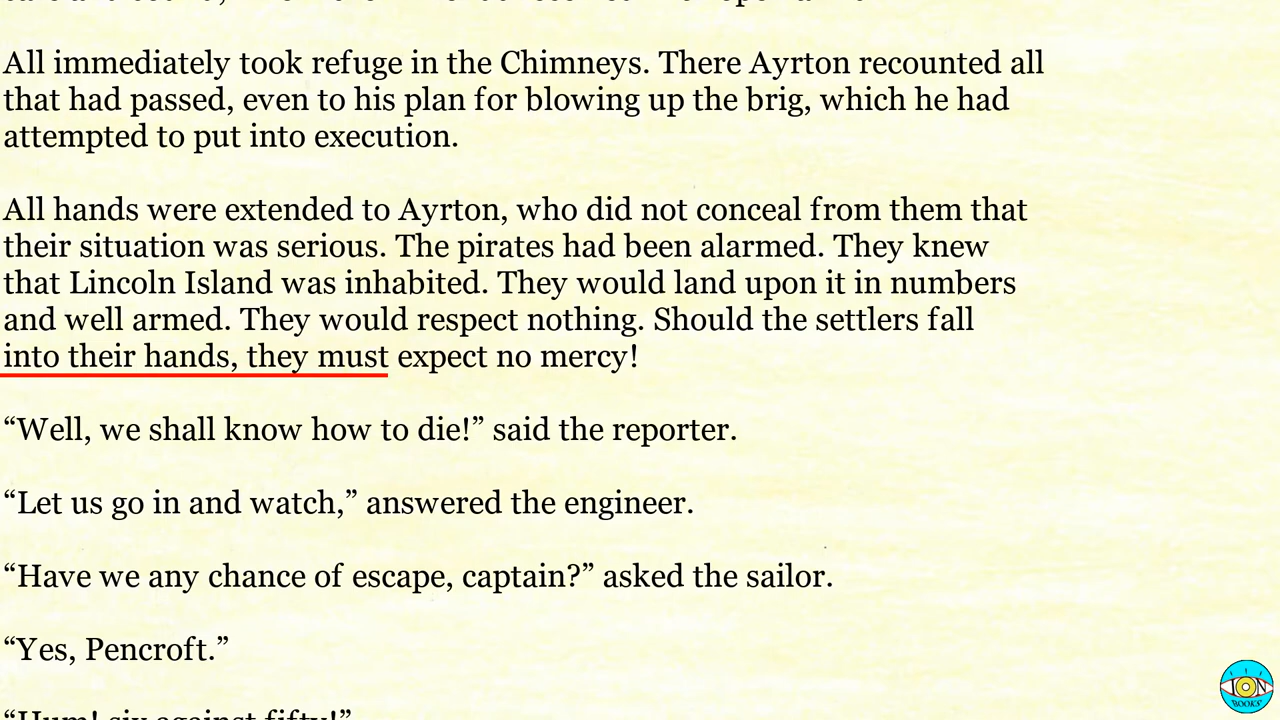 All immediately took refuge in the Chimneys. There Ayrton recounted all
that had passed, even to his plan for blowing up the brig, which he had
attempted to put into execution.
All hands were extended to Ayrton, who did not conceal from them that
their situation was serious. The pirates had been alarmed. They knew
that Lincoln Island was inhabited. They would land upon it in numbers
and well armed. They would respect nothing. Should the settlers fall
into their hands, they must expect no mercy!
“Well, we shall know how to die!” said the reporter.
“Let us go in and watch,” answered the engineer.
“Have we any chance of escape, captain?” asked the sailor.
“Yes, Pencroft.”
“Hum! six against fifty!”
ION
BOOKS